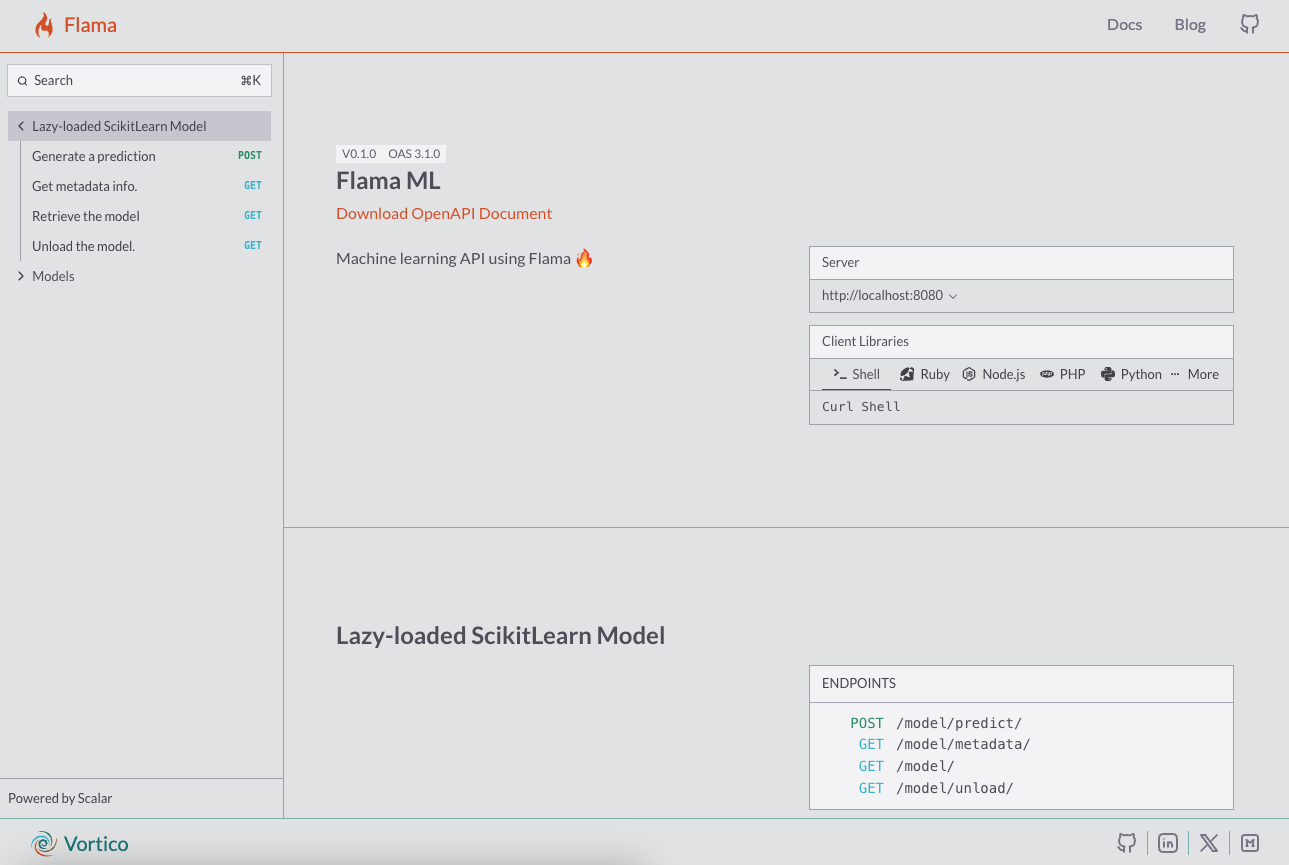 Flama
Docs
Blog
Search
⌘K
Lazy-loaded ScikitLearn Model
Generate a prediction POST
Get metadata info. GET
Retrieve the model GET
Unload the model. GET
Models
Powered by Scalar
V0.1.0 OAS 3.1.0
Flama ML
Download OpenAPI Document
Machine learning API using Flama 🔥
Server
http://localhost:8080
Client Libraries
Shell Ruby Node.js PHP Python ··· More
Curl Shell
Lazy-loaded ScikitLearn Model
ENDPOINTS
POST /model/predict/
GET /model/metadata/
GET /model/
GET /model/unload/
Vortico